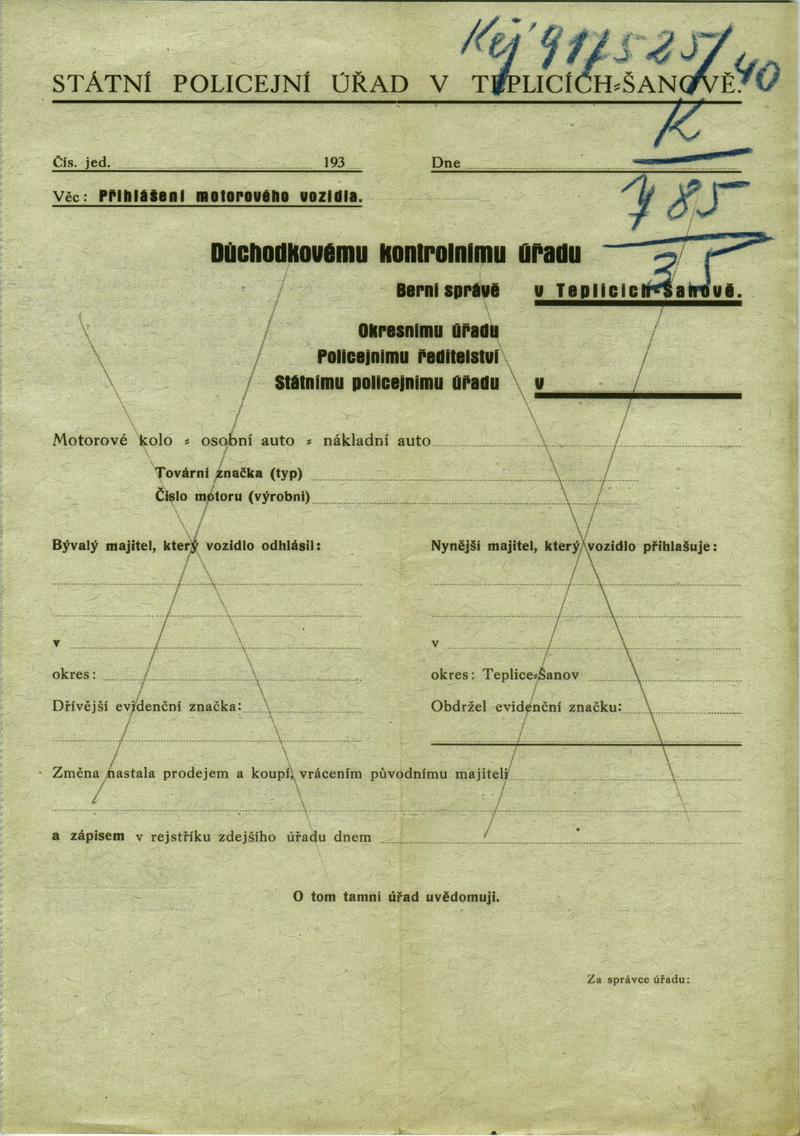 STÁTNÍ POLICEJNÍ ÚŘAD V TEPLICÍCH-ŠANOVĚ.
525/40
K
Čís. jed. 193 Dne
785
Věc: Přihlášení motorového vozidla.
Důchodkovému kontrolnímu úřadu
35
Berní správě v Teplicích-Šanově.
Okresnímu úřadu
Policejnímu ředitelství
Státnímu policejnímu úřadu v
Motorové kolo - osobní auto - nákladní auto
Tovární značka (typ)
Číslo motoru (výrobní)
Bývalý majitel, který vozidlo odhlásil: Nynější majitel, který vozidlo přihlašuje:
v v
okres: okres: Teplice-Šanov
Dřívější evidenční značka: Obdržel evidenční značku:
Změna nastala prodejem a koupí, vrácením původnímu majiteli
a zápisem v rejstříku zdejšího úřadu dnem
O tom tamní úřad uvědomuji.
Za správce úřadu: